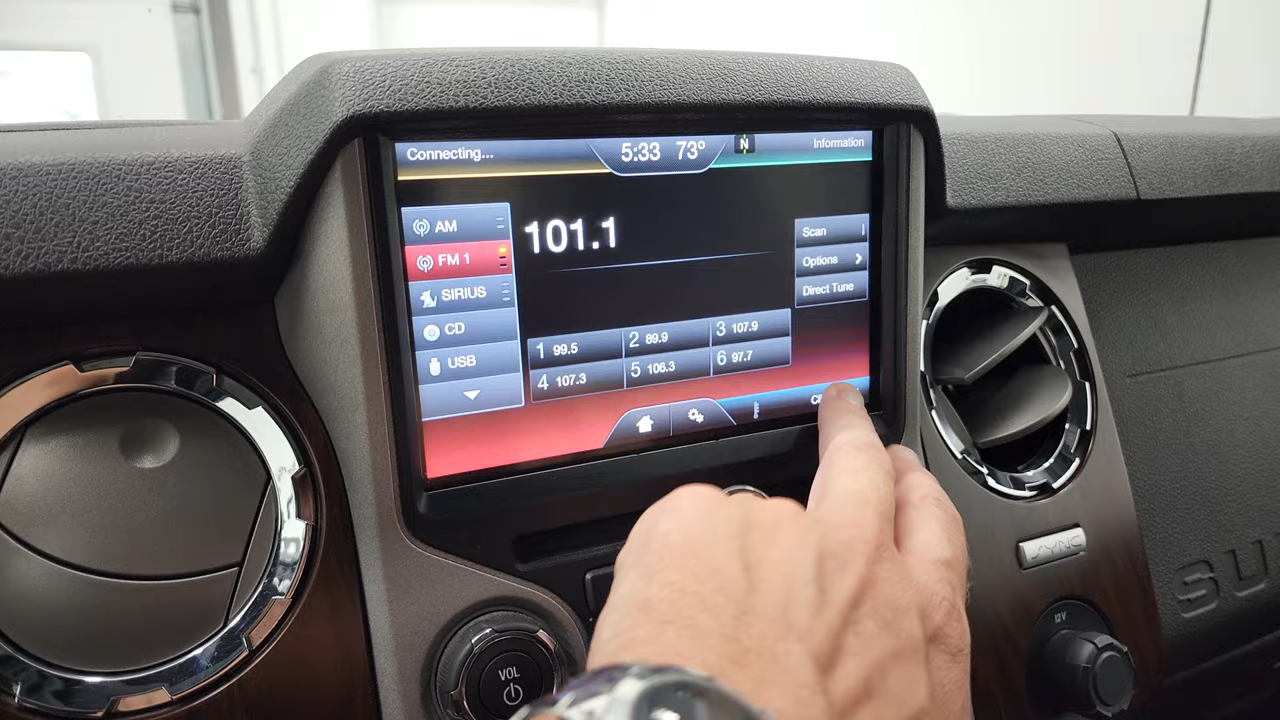 Connecting...
5:33 73°
N
Information
AM
FM 1
SIRIUS
CD
USB
101.1
Scan
Options
Direct Tune
1 99.5
2 89.9
3 107.9
4 107.3
5 106.3
6 97.7
VOL
SYNC
12V